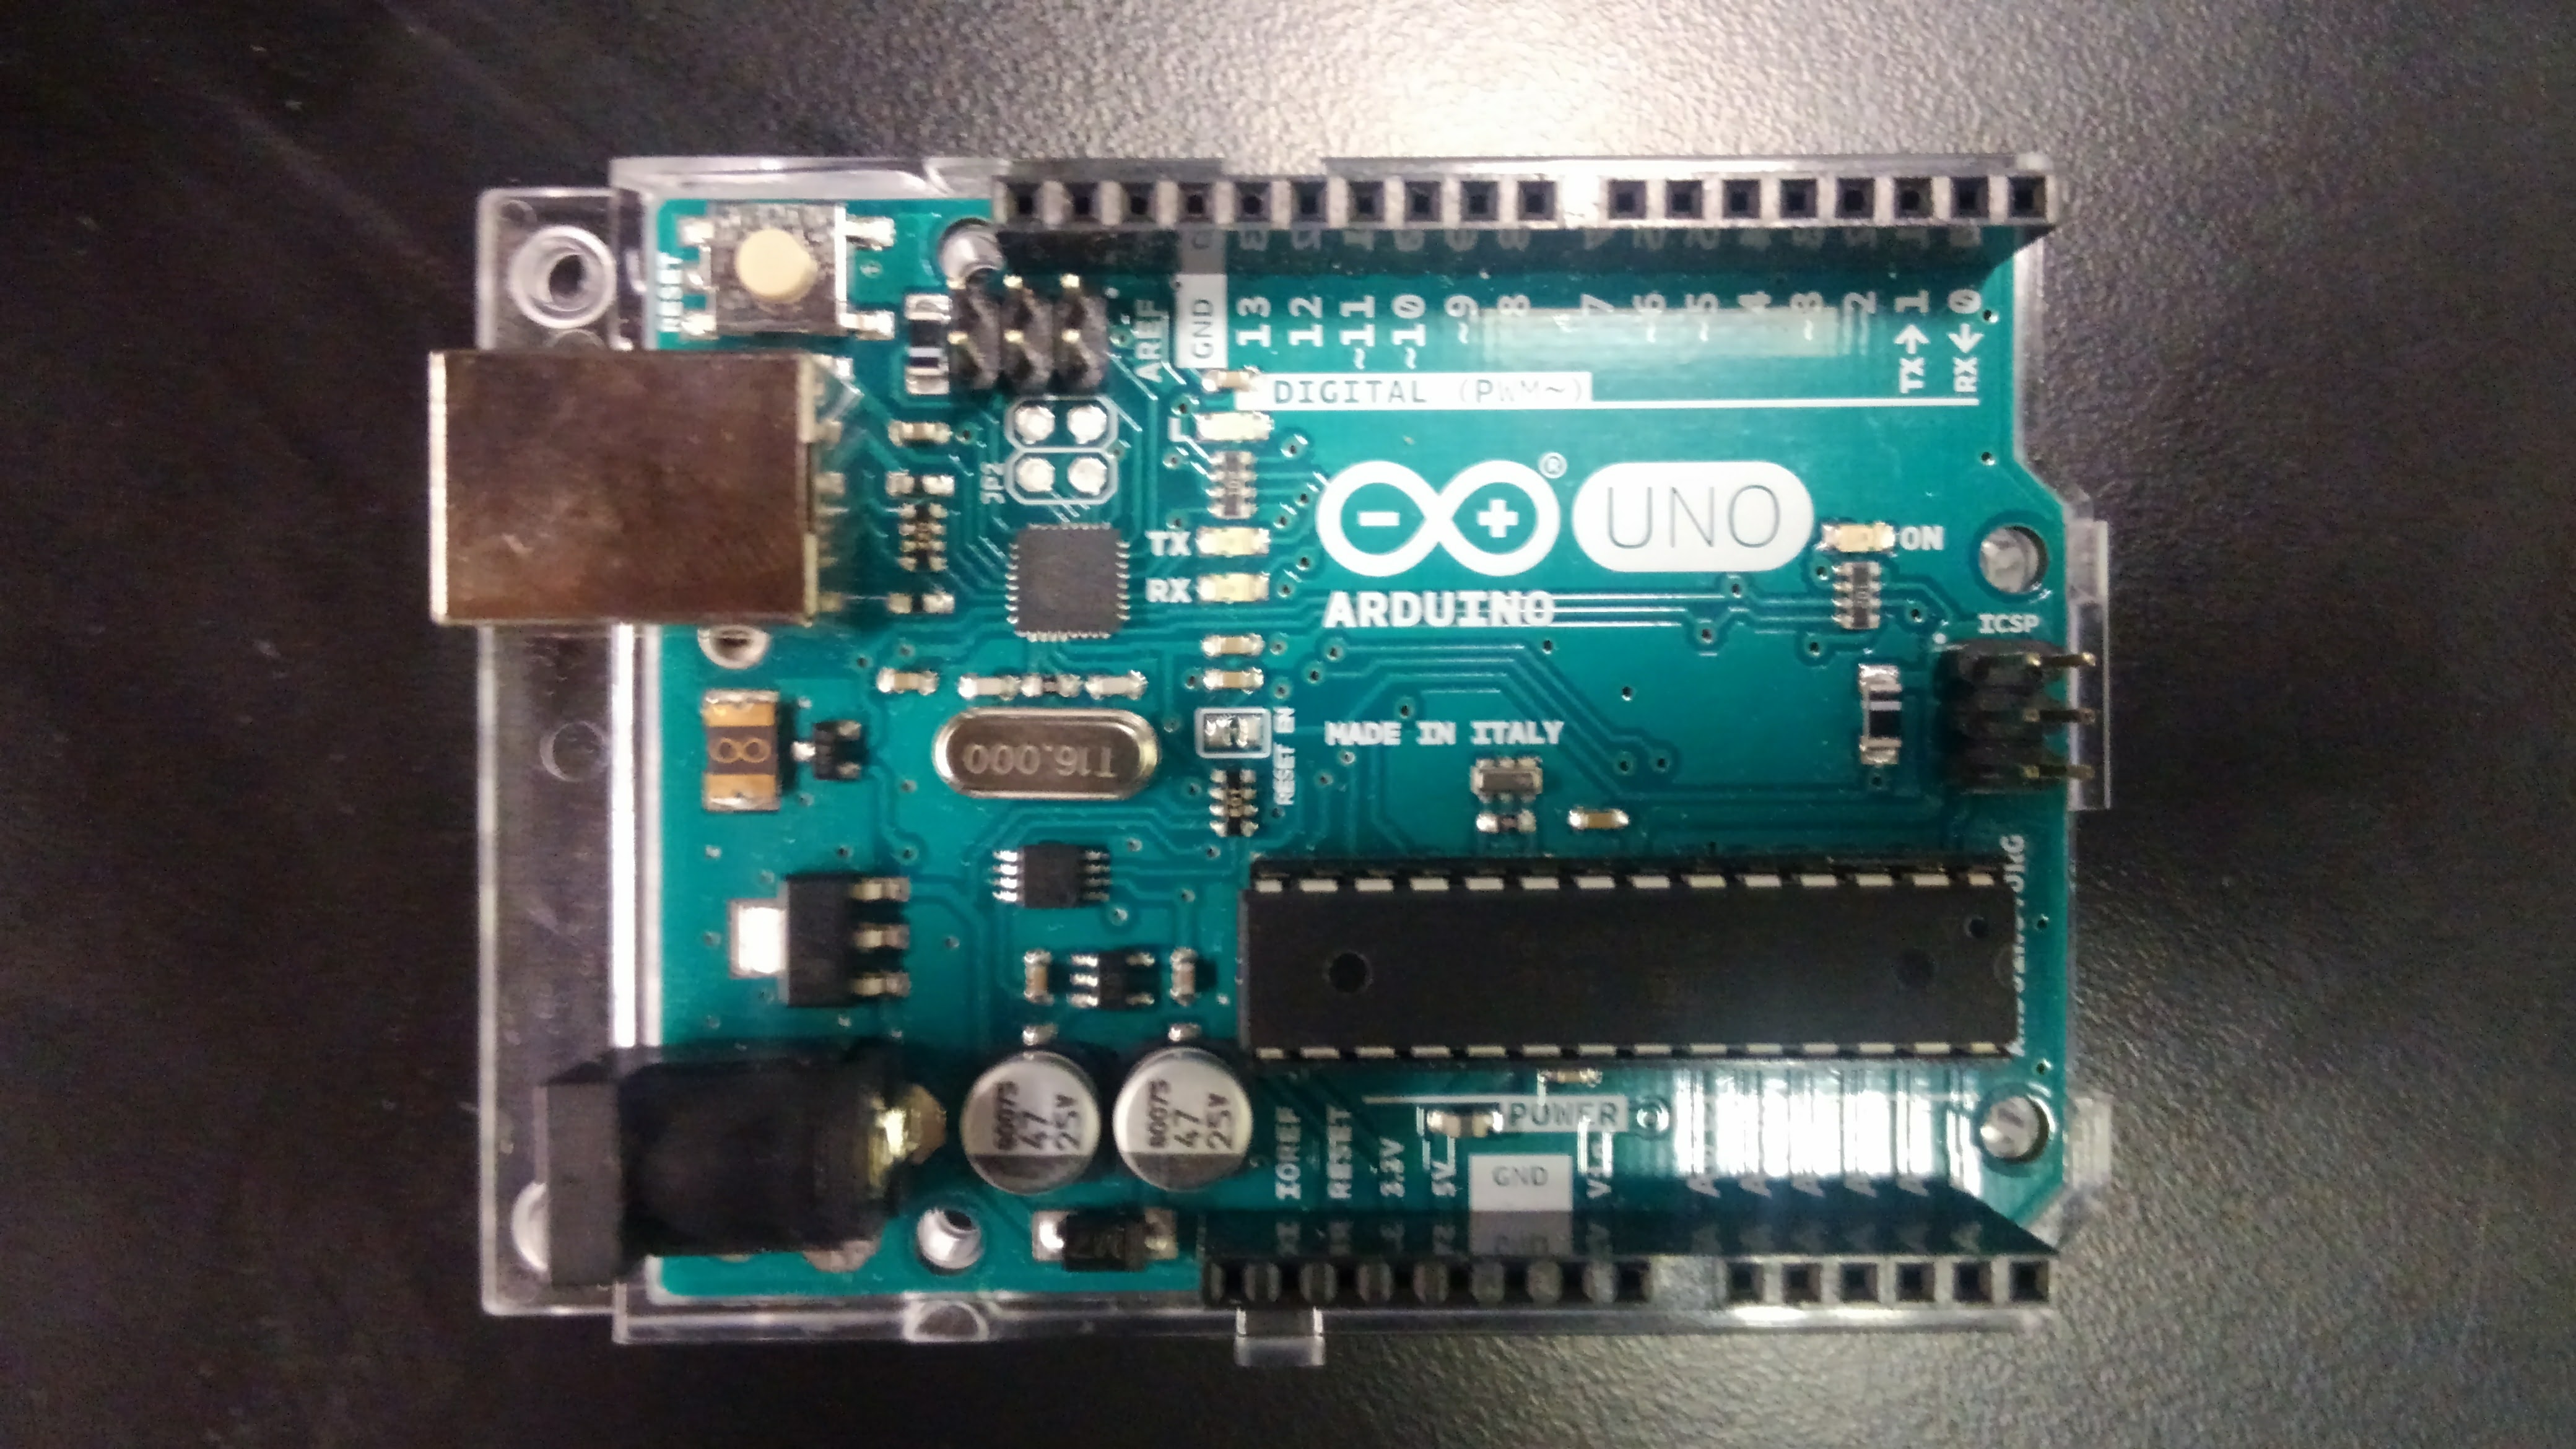 RESET
AREF
GND
13
12
~11
~10
~9
8
7
~6
~5
4
~3
2
TX→1
RX←0
DIGITAL (PWM~)
JP2
®
UNO
TX
RX
ON
ARDUINO
ICSP
T16.000
RESET EN
MADE IN ITALY
80075
47
25V
80075
47
25V
POWER
IOREF
RESET
3.3V
5V
GND